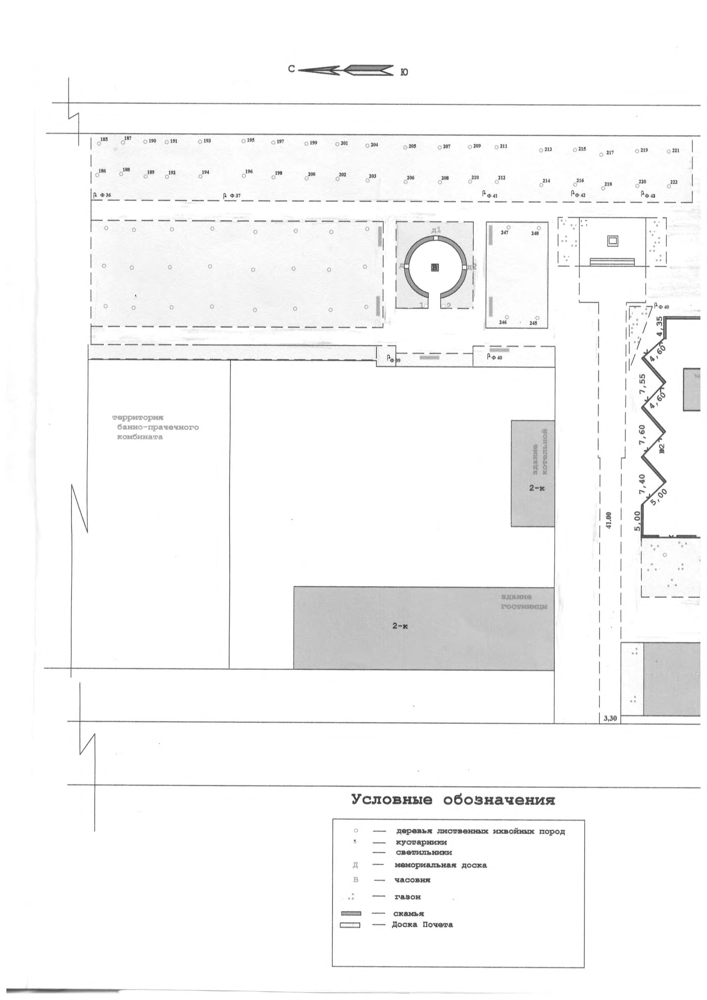 С Ю
185 187 190 191 193 195 197 199 201 204 205 207 209 211 213 215 217 219 221
186 188 189 192 194 196 198 200 202 203 206 208 210 212 214 216 218 220 222
Ф 36 Ф 37 Ф 41 Ф 42 Ф 43
д1
247 248
д В д2
1 2
246 245
Ф 40
4,35
4,60
Ф 39 Ф 40
7,55
4,60
территория
банно-прачечного
комбината
7,60
№2
здание
котельной
2-к
7,40
5,00
41.00
5,00
здание
гостиницы
2-к
3,30
Условные обозначения
— деревья лиственных ихвойных пород
— кустарники
— светильники
Д — мемориальная доска
В — часовня
— газон
— скамья
— Доска Почета